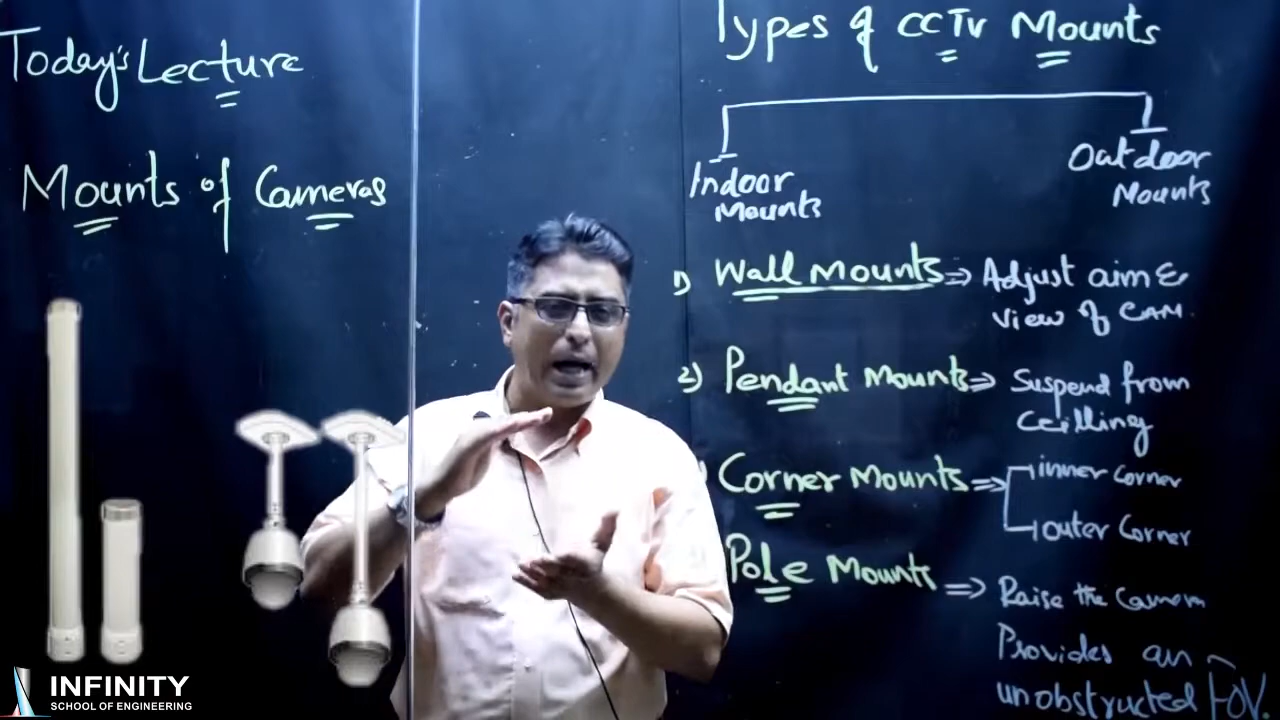 Today's Lecture
Mounts of Cameras
Types of CCTV Mounts
Indoor
Mounts
Outdoor
Mounts
1) Wall Mounts => Adjust aim &
View of CAM.
2) Pendant Mounts => Suspend from
Ceilling
Corner Mounts => inner Corner
outer Corner
Pole Mounts => Raise the Camera
Provides an
unobstructed FOV.
INFINITY
SCHOOL OF ENGINEERING